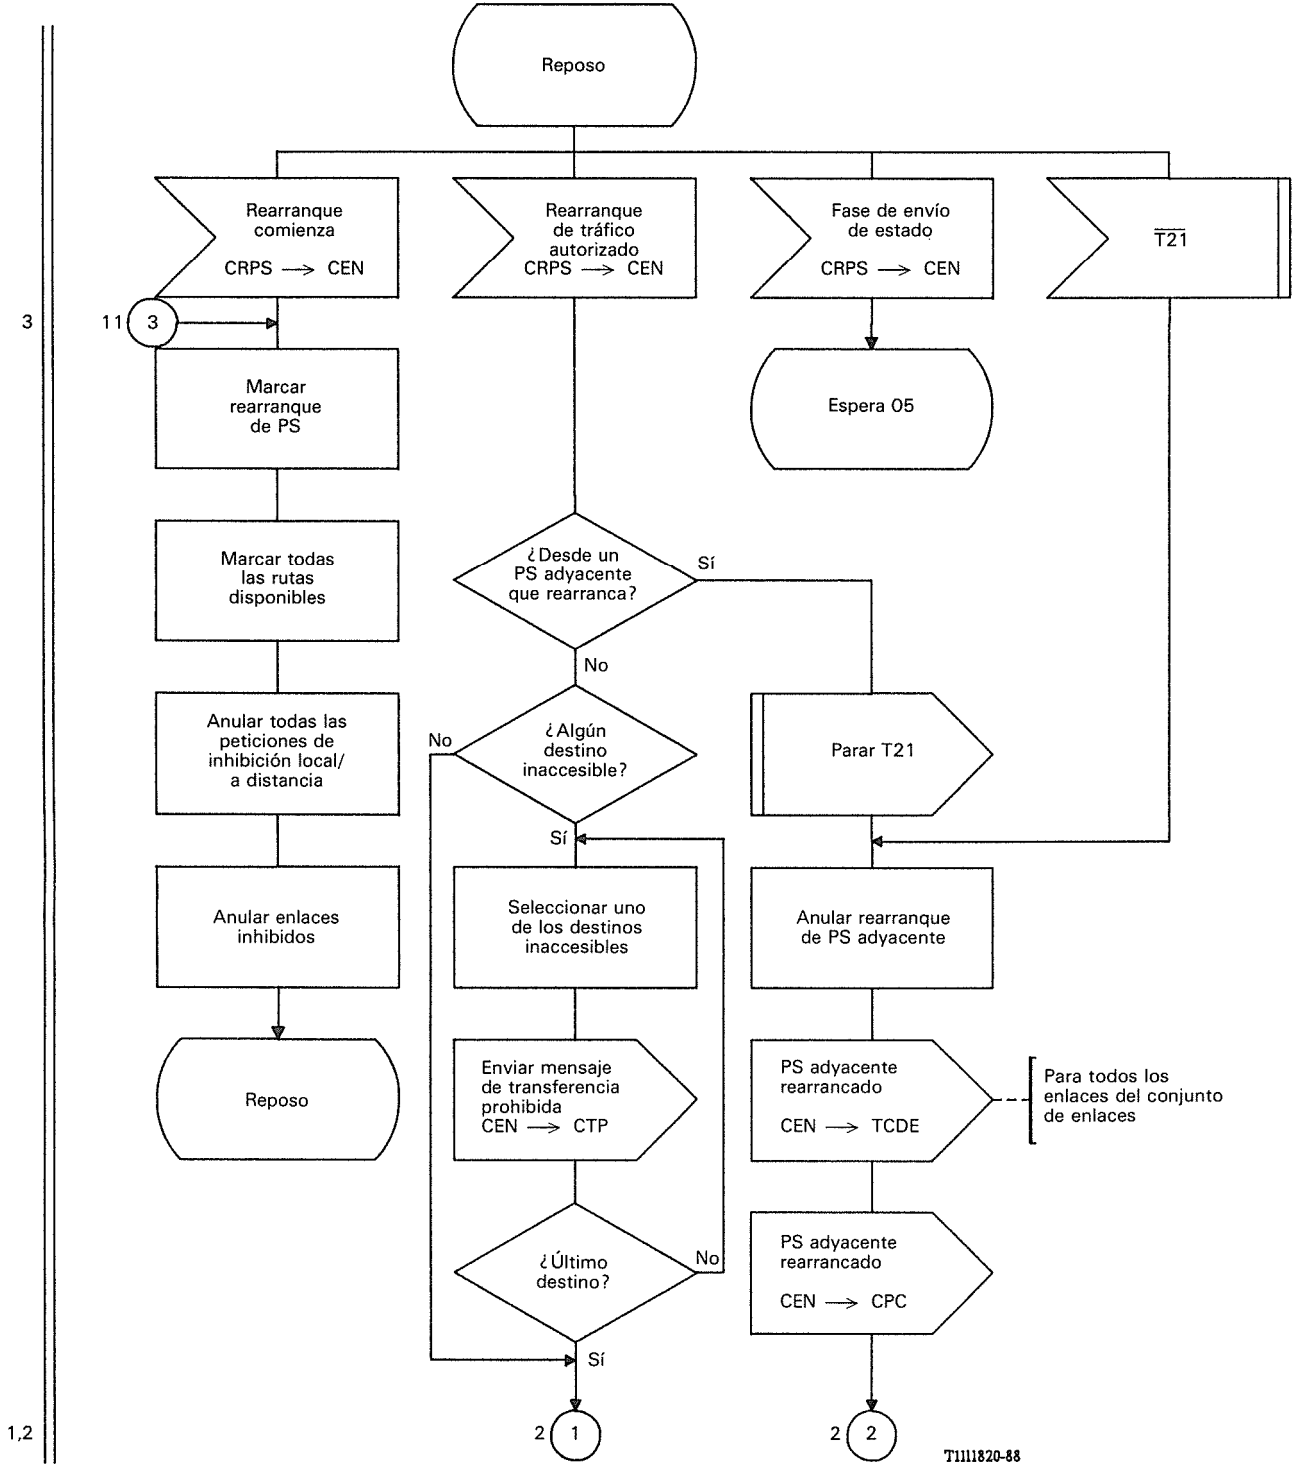 Reposo
Rearranque
comienza
CRPS → CEN
Rearranque
de tráfico
autorizado
CRPS → CEN
Fase de envío
de estado
CRPS → CEN
T21
3
11
3
Marcar
rearranque
de PS
Espera 05
Marcar todas
las rutas
disponibles
¿Desde un
PS adyacente
que rearranca?
Sí
No
Anular todas las
peticiones de
inhibición local/
a distancia
No
¿Algún
destino
inaccesible?
Parar T21
Sí
Anular enlaces
inhibidos
Seleccionar uno
de los destinos
inaccesibles
Anular rearranque
de PS adyacente
Reposo
Enviar mensaje
de transferencia
prohibida
CEN → CTP
PS adyacente
rearrancado
CEN → TCDE
Para todos los
enlaces del conjunto
de enlaces
¿Último
destino?
No
PS adyacente
rearrancado
CEN → CPC
Sí
1,2
2
1
2
2
T1111820-88